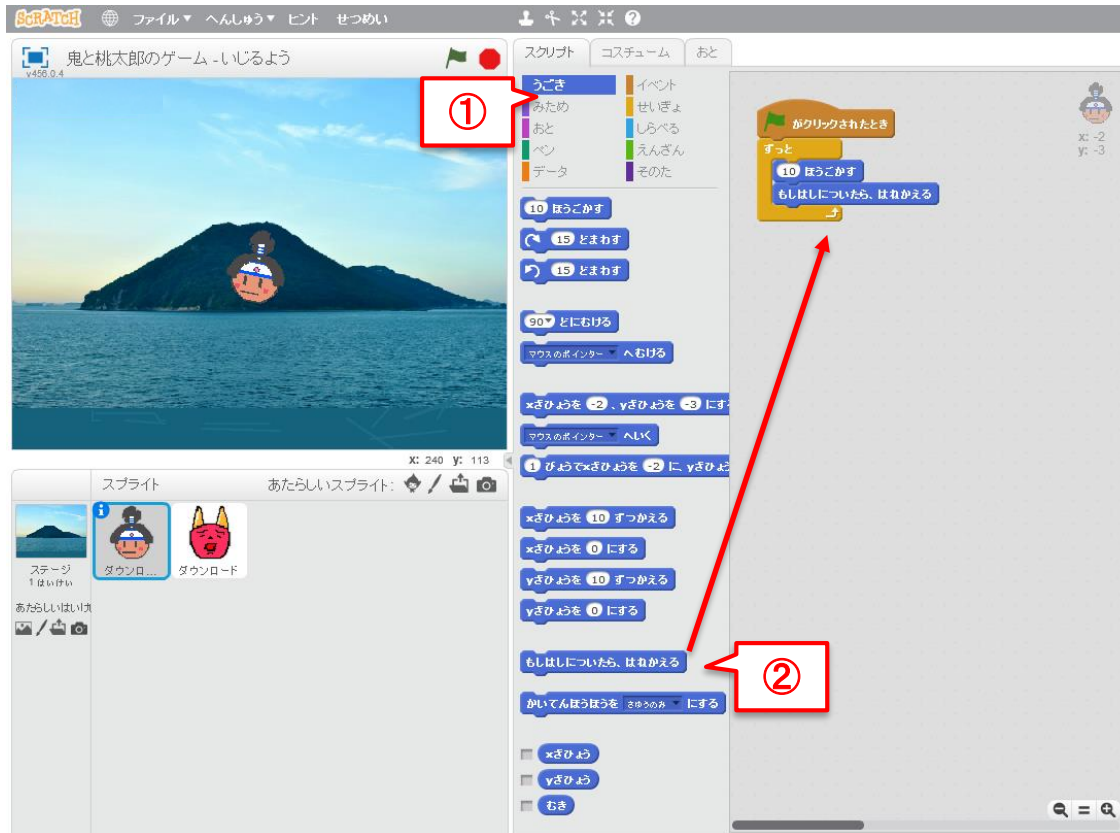 SCRATCH ファイル▼ へんしゅう▼ ヒント せつめい
鬼と桃太郎のゲーム - いじるよう
v456.0.4
①
x: 240 y: 113
スプライト あたらしいスプライト:
ステージ
1 はいけい
あたらしいはいけ
ダウンロ...
ダウンロード
スクリプト コスチューム おと
うごき イベント
みため せいぎょ
おと しらべる
ペン えんざん
データ そのた
10 ほうごかす
15 どまわす
15 どまわす
90▼ どにむける
マウスのポインター▼ へむける
xざひょうを -2 、yざひょうを -3 にす
マウスのポインター▼ へいく
1 びょうでxざひょうを -2 に、yざひょ
xざひょうを 10 ずつかえる
xざひょうを 0 にする
yざひょうを 10 ずつかえる
yざひょうを 0 にする
もしはしについたら、はねかえる
②
かいてんほうほうを さゆうのみ▼ にする
xざひょう
yざひょう
むき
がクリックされたとき
ずっと
10 ほうごかす
もしはしについたら、はねかえる
x: -2
y: -3